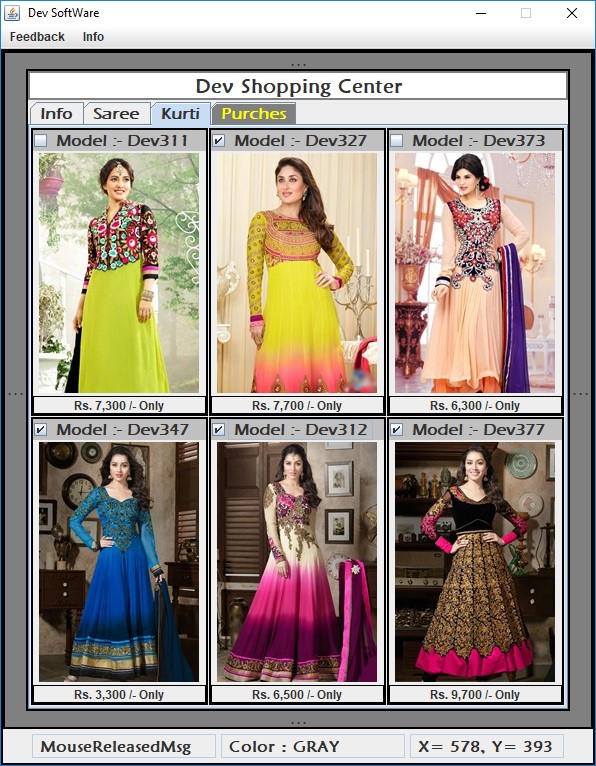 Dev SoftWare
Feedback Info
...
Dev Shopping Center
Info Saree Kurti Purches
Model :- Dev311 Model :- Dev327 Model :- Dev373
Rs. 7,300 /- Only Rs. 7,700 /- Only Rs. 6,300 /- Only
... ...
Model :- Dev347 Model :- Dev312 Model :- Dev377
Rs. 3,300 /- Only Rs. 6,500 /- Only Rs. 9,700 /- Only
...
MouseReleasedMsg Color : GRAY X= 578, Y= 393